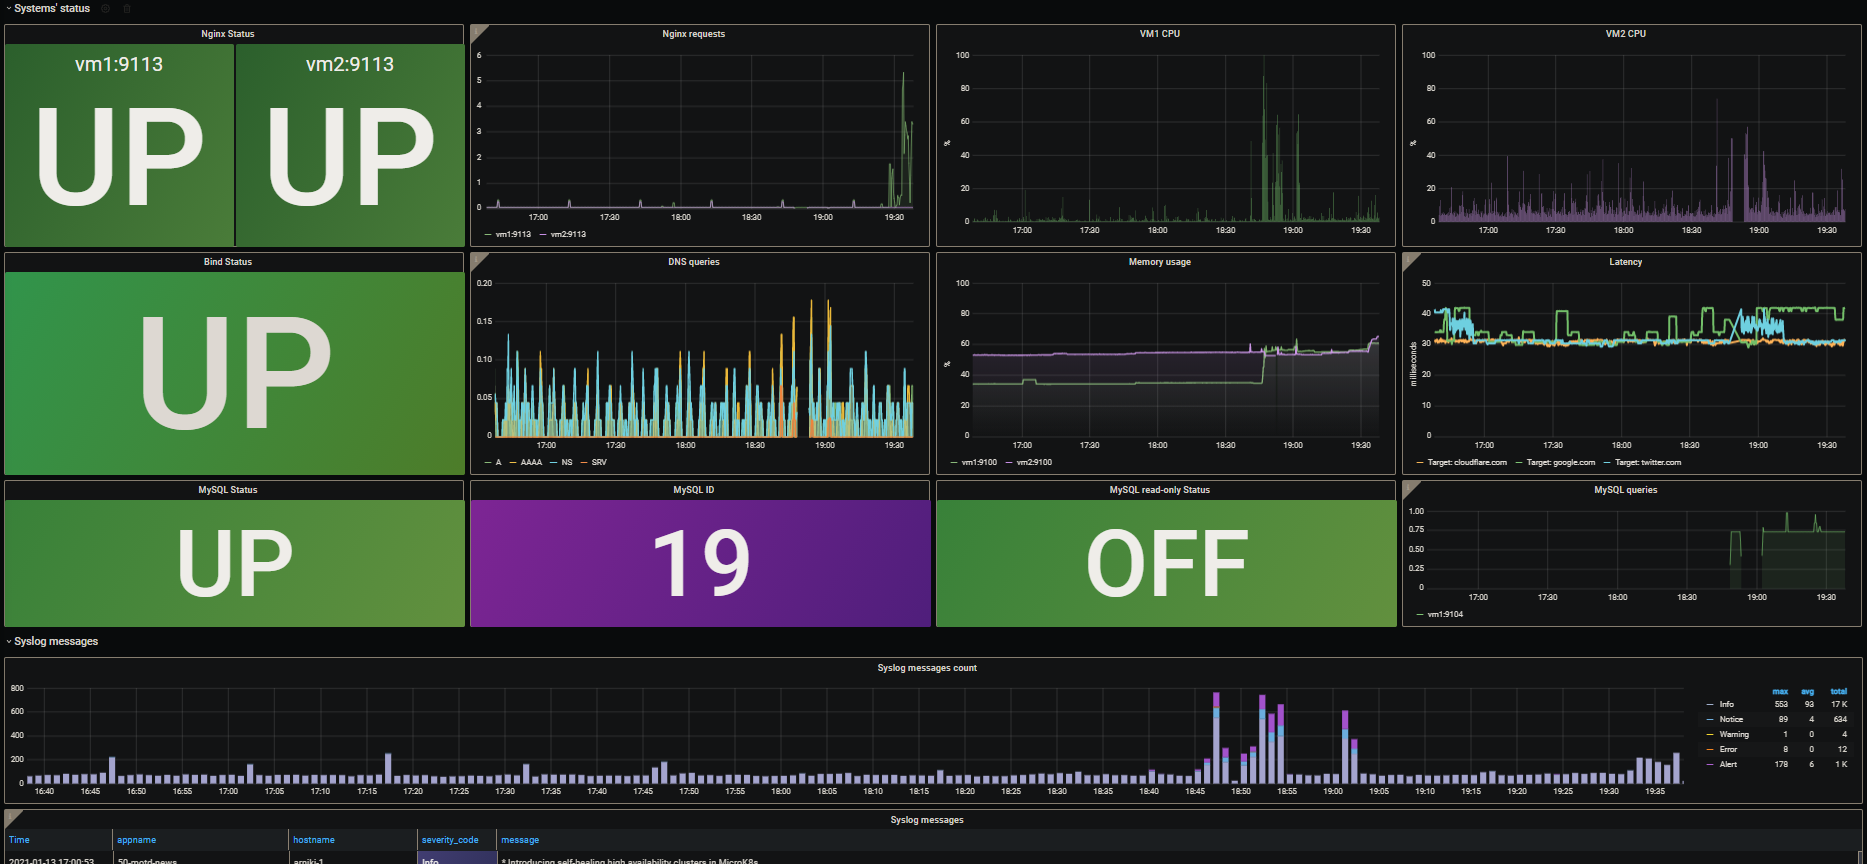 Systems' status
Nginx Status
vm1:9113
vm2:9113
UP
UP
Nginx requests
6
5
4
3
2
1
0
17:00 17:30 18:00 18:30 19:00 19:30
vm1:9113 vm2:9113
VM1 CPU
100
80
60
40
20
0
%
17:00 17:30 18:00 18:30 19:00 19:30
VM2 CPU
100
80
60
40
20
0
%
17:00 17:30 18:00 18:30 19:00 19:30
Bind Status
UP
DNS queries
0.20
0.15
0.10
0.05
0
17:00 17:30 18:00 18:30 19:00 19:30
A AAAA NS SRV
Memory usage
100
80
60
40
20
0
%
17:00 17:30 18:00 18:30 19:00 19:30
vm1:9100 vm2:9100
Latency
50
40
30
20
10
0
miliseconds
17:00 17:30 18:00 18:30 19:00 19:30
Target: cloudflare.com Target: google.com Target: twitter.com
MySQL Status
UP
MySQL ID
19
MySQL read-only Status
OFF
MySQL queries
1.00
0.75
0.50
0.25
0
17:00 17:30 18:00 18:30 19:00 19:30
vm1:9104
Syslog messages
Syslog messages count
800
600
400
200
0
16:40 16:45 16:50 16:55 17:00 17:05 17:10 17:15 17:20 17:25 17:30 17:35 17:40 17:45 17:50 17:55 18:00 18:05 18:10 18:15 18:20 18:25 18:30 18:35 18:40 18:45 18:50 18:55 19:00 19:05 19:10 19:15 19:20 19:25 19:30 19:35
max avg total
Info 553 93 17 K
Notice 89 4 634
Warning 1 0 4
Error 8 0 12
Alert 178 6 1 K
Syslog messages
Time appname hostname severity_code message
2021-01-13 17:00:53 50-motd-news arpiki-1 Info * Introducing self-healing high availability clusters in MicroK8s